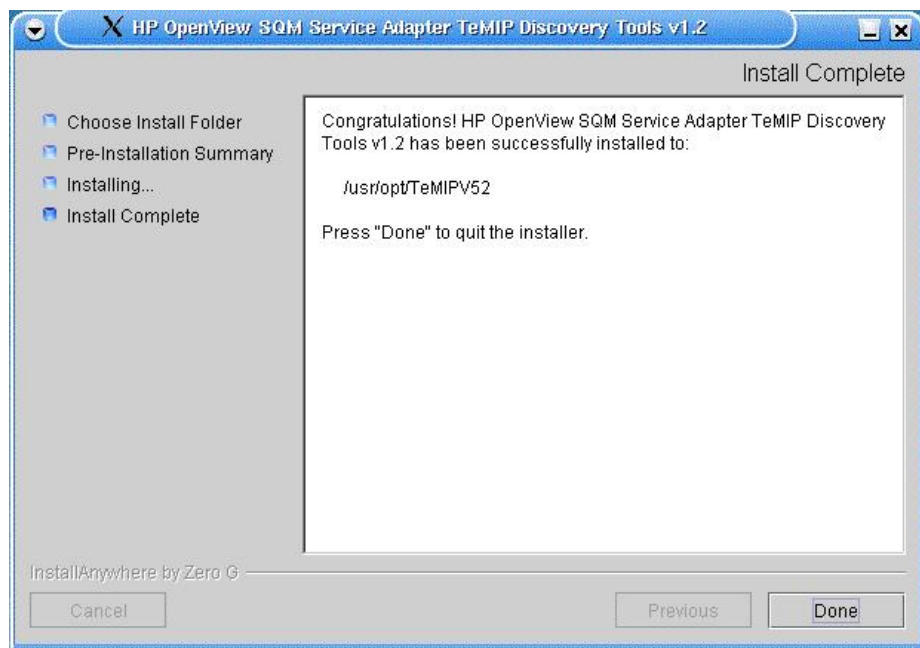 HP OpenView SQM Service Adapter TeMIP Discovery Tools v1.2
Install Complete
Choose Install Folder
Pre-Installation Summary
Installing...
Install Complete
Congratulations! HP OpenView SQM Service Adapter TeMIP Discovery
Tools v1.2 has been successfully installed to:
/usr/opt/TeMIPV52
Press "Done" to quit the installer.
InstallAnywhere by Zero G
Cancel
Previous
Done